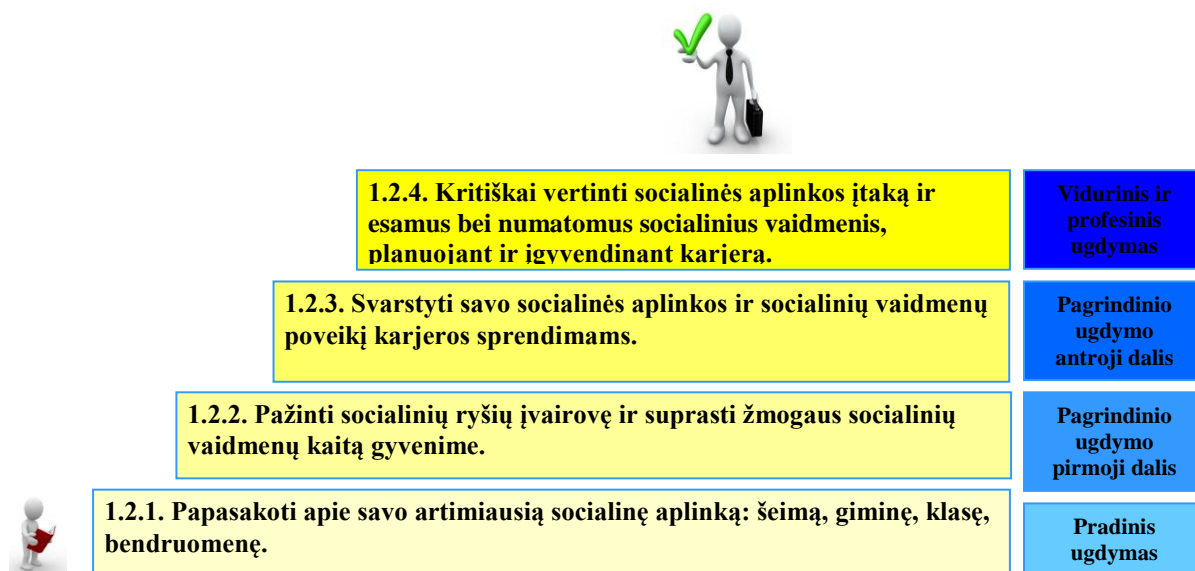 1.2.4. Kritiškai vertinti socialinės aplinkos įtaką ir
esamus bei numatomus socialinius vaidmenis,
planuojant ir įgyvendinant karjerą.
Vidurinis ir
profesinis
ugdymas
1.2.3. Svarstyti savo socialinės aplinkos ir socialinių vaidmenų
poveikį karjeros sprendimams.
Pagrindinio
ugdymo
antroji dalis
1.2.2. Pažinti socialinių ryšių įvairovę ir suprasti žmogaus socialinių
vaidmenų kaitą gyvenime.
Pagrindinio
ugdymo
pirmoji dalis
1.2.1. Papasakoti apie savo artimiausią socialinę aplinką: šeimą, giminę, klasę,
bendruomenę.
Pradinis
ugdymas